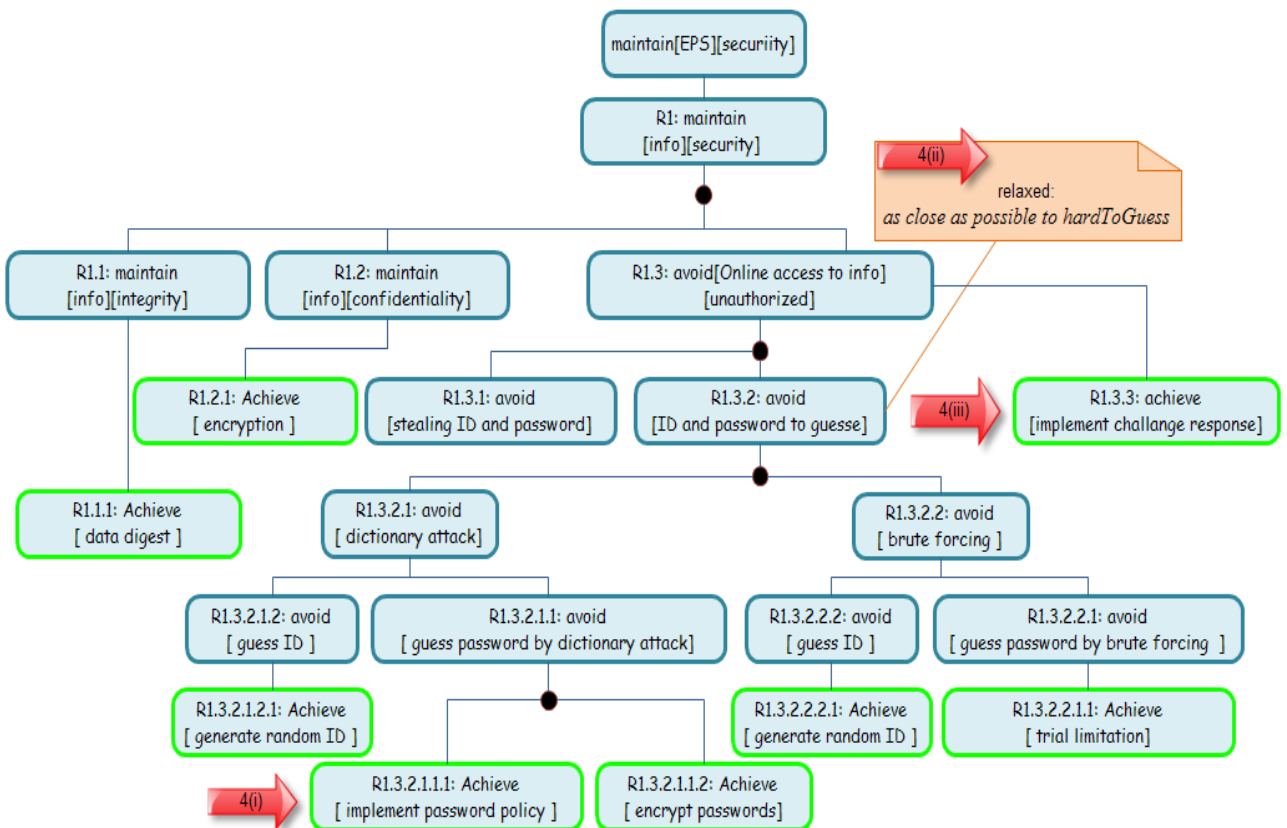 maintain[EPS][securiity]
R1: maintain
[info][security]
4(ii)
relaxed:
as close as possible to hardToGuess
R1.1: maintain
[info][integrity]
R1.2: maintain
[info][confidentiality]
R1.3: avoid[Online access to info]
[unauthorized]
R1.2.1: Achieve
[ encryption ]
R1.3.1: avoid
[stealing ID and password]
R1.3.2: avoid
[ID and password to guesse]
4(iii)
R1.3.3: achieve
[implement challange response]
R1.1.1: Achieve
[ data digest ]
R1.3.2.1: avoid
[ dictionary attack]
R1.3.2.2: avoid
[ brute forcing ]
R1.3.2.1.2: avoid
[ guess ID ]
R1.3.2.1.1: avoid
[ guess password by dictionary attack]
R1.3.2.2.2: avoid
[ guess ID ]
R1.3.2.2.1: avoid
[ guess password by brute forcing  ]
R1.3.2.1.2.1: Achieve
[ generate random ID ]
R1.3.2.2.2.1: Achieve
[ generate random ID ]
R1.3.2.2.1.1: Achieve
[ trial limitation]
4(i)
R1.3.2.1.1.1: Achieve
[ implement password policy ]
R1.3.2.1.1.2: Achieve
[ encrypt passwords]